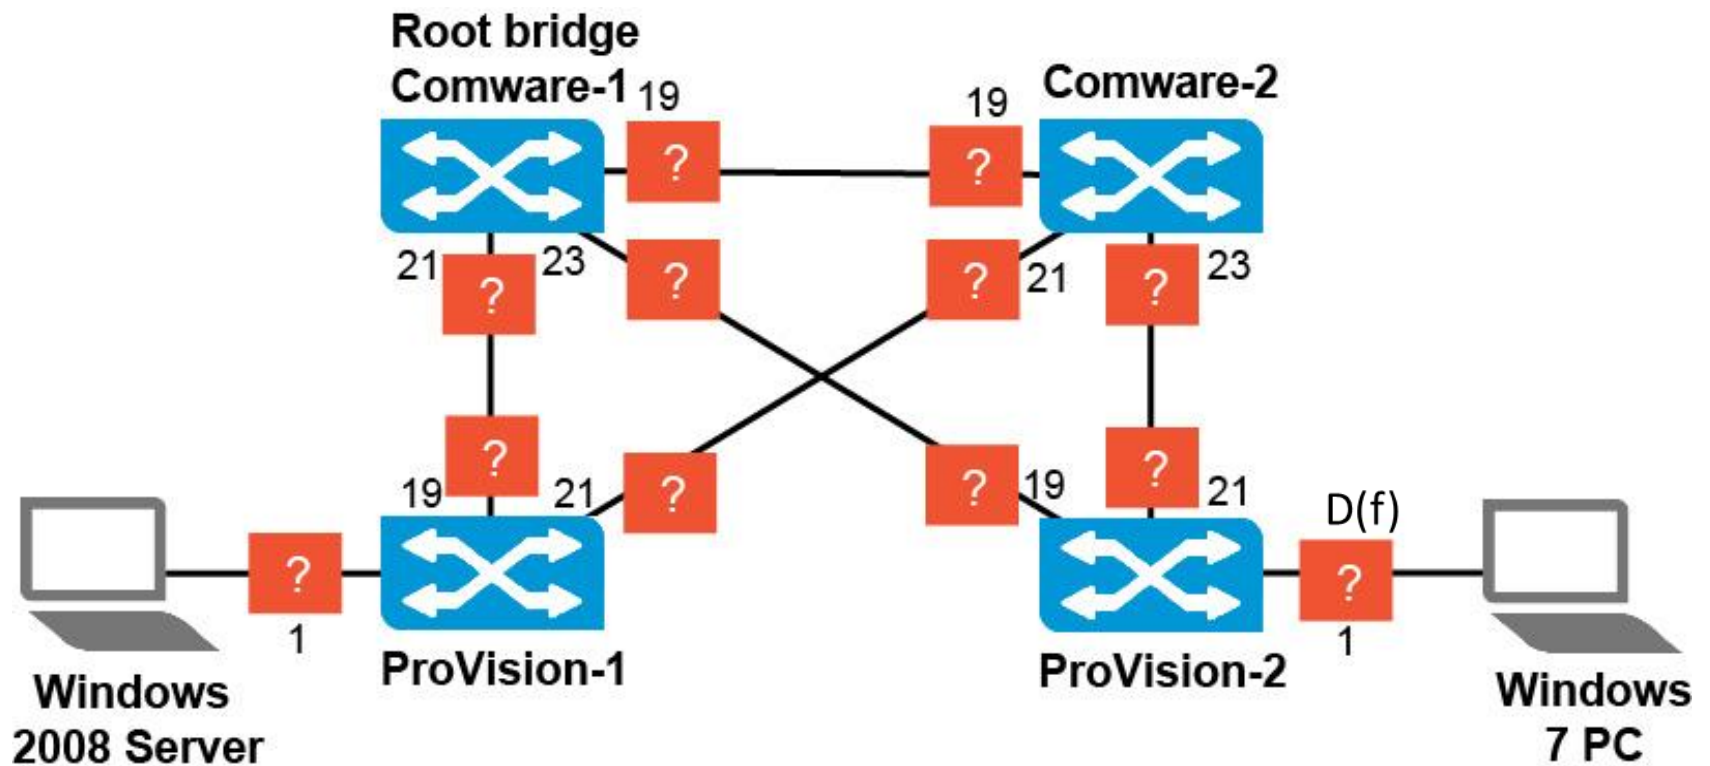 Root bridge
Comware-1
19
19
Comware-2
?
?
21
23
21
23
?
?
?
?
?
?
?
?
19
21
19
21
D(f)
?
?
1
1
ProVision-1
ProVision-2
Windows
2008 Server
Windows
7 PC